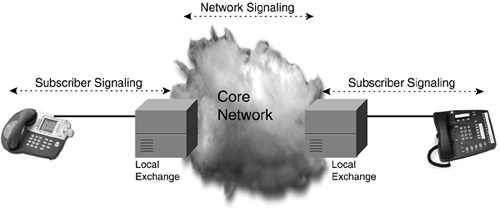 Network Signaling
Subscriber Signaling
Subscriber Signaling
Core
Network
Local
Exchange
Local
Exchange